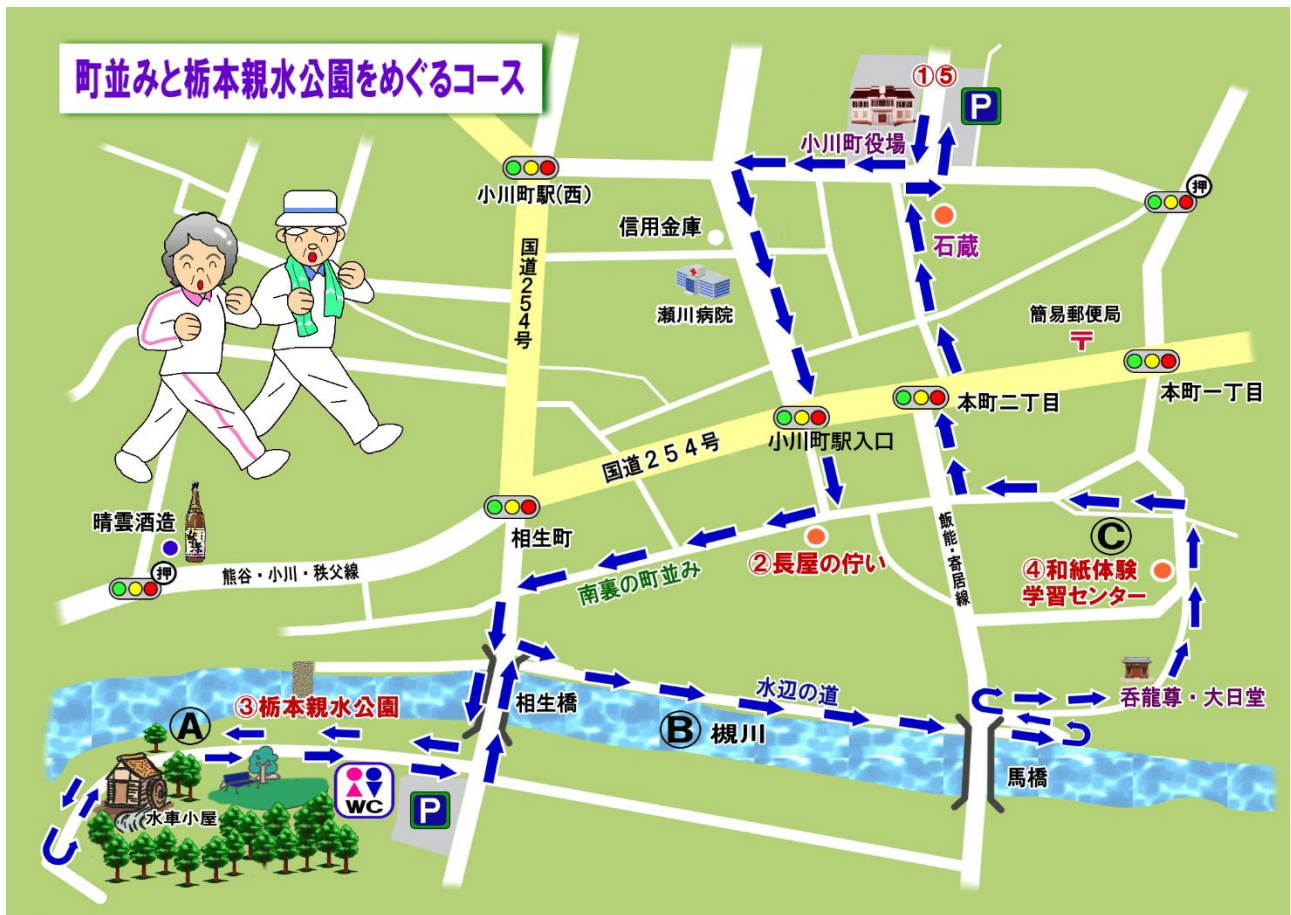 町並みと栃本親水公園をめぐるコース
①⑤
P
小川町役場
押
小川町駅(西)
石蔵
信用金庫
国道254号
瀬川病院
簡易郵便局
〒
本町一丁目
本町二丁目
小川町駅入口
国道254号
晴雲酒造
相生町
押
熊谷・小川・秩父線
②長屋の佇い
飯能・寄居線
C
④和紙体験
学習センター
南裏の町並み
水辺の道
呑龍尊・大日堂
③栃本親水公園
相生橋
A
B
槻川
馬橋
WC
P
水車小屋